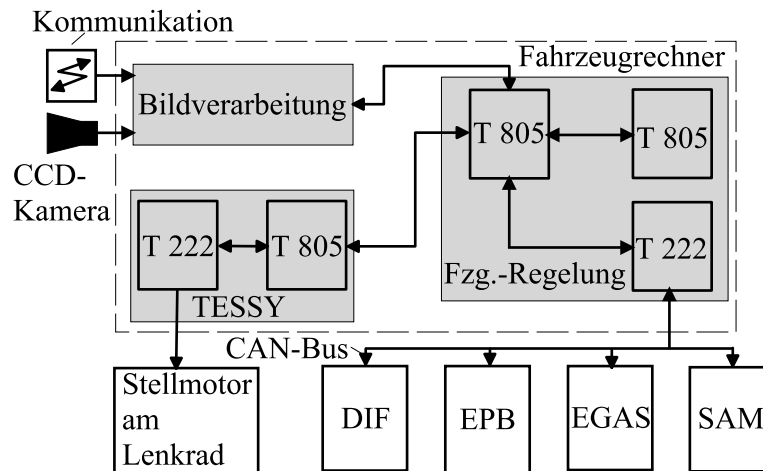 Kommunikation
Fahrzeugrechner
Bildverarbeitung
T 805
T 805
CCD-
Kamera
T 222
T 805
T 222
Fzg.-Regelung
TESSY
CAN-Bus
Stellmotor
am
Lenkrad
DIF
EPB
EGAS
SAM